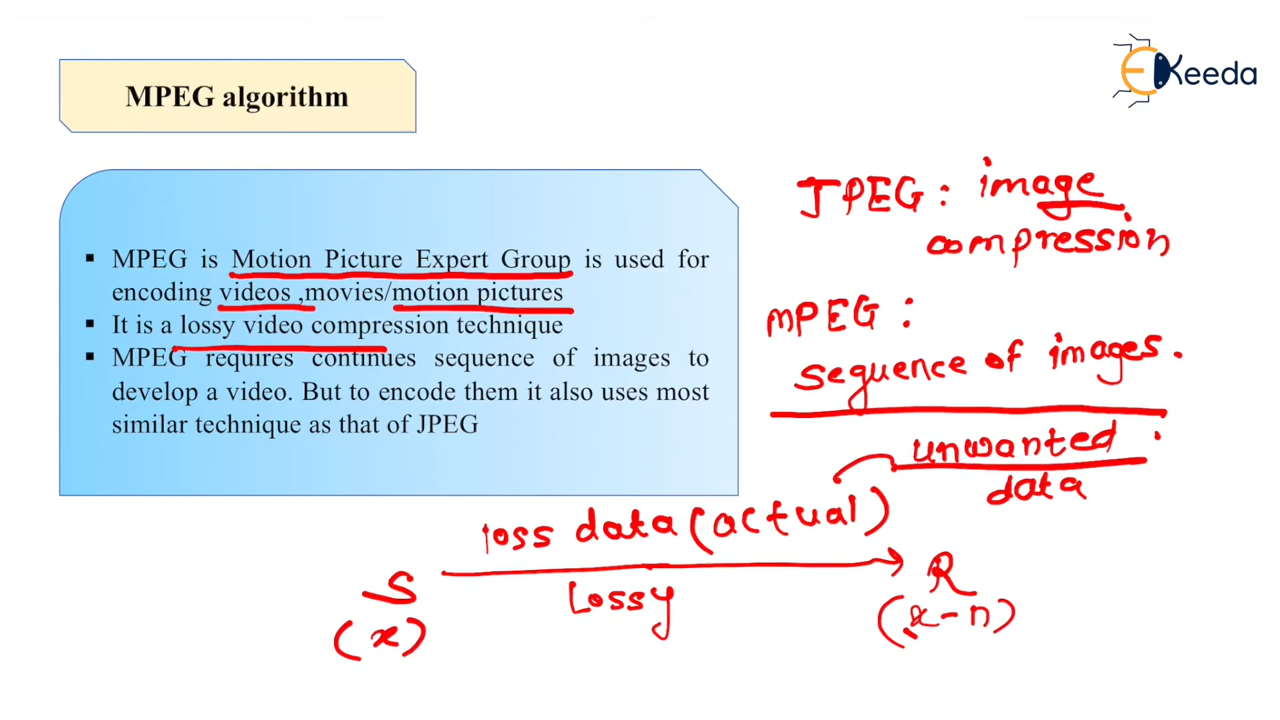 MPEG algorithm
EKeeda
▪ MPEG is Motion Picture Expert Group is used for
encoding videos ,movies/motion pictures
▪ It is a lossy video compression technique
▪ MPEG requires continues sequence of images to
develop a video. But to encode them it also uses most
similar technique as that of JPEG
JPEG: image
compression
MPEG:
sequence of images.
unwanted
data
loss data (actual)
S
Lossy
R
(x)
(x-n)